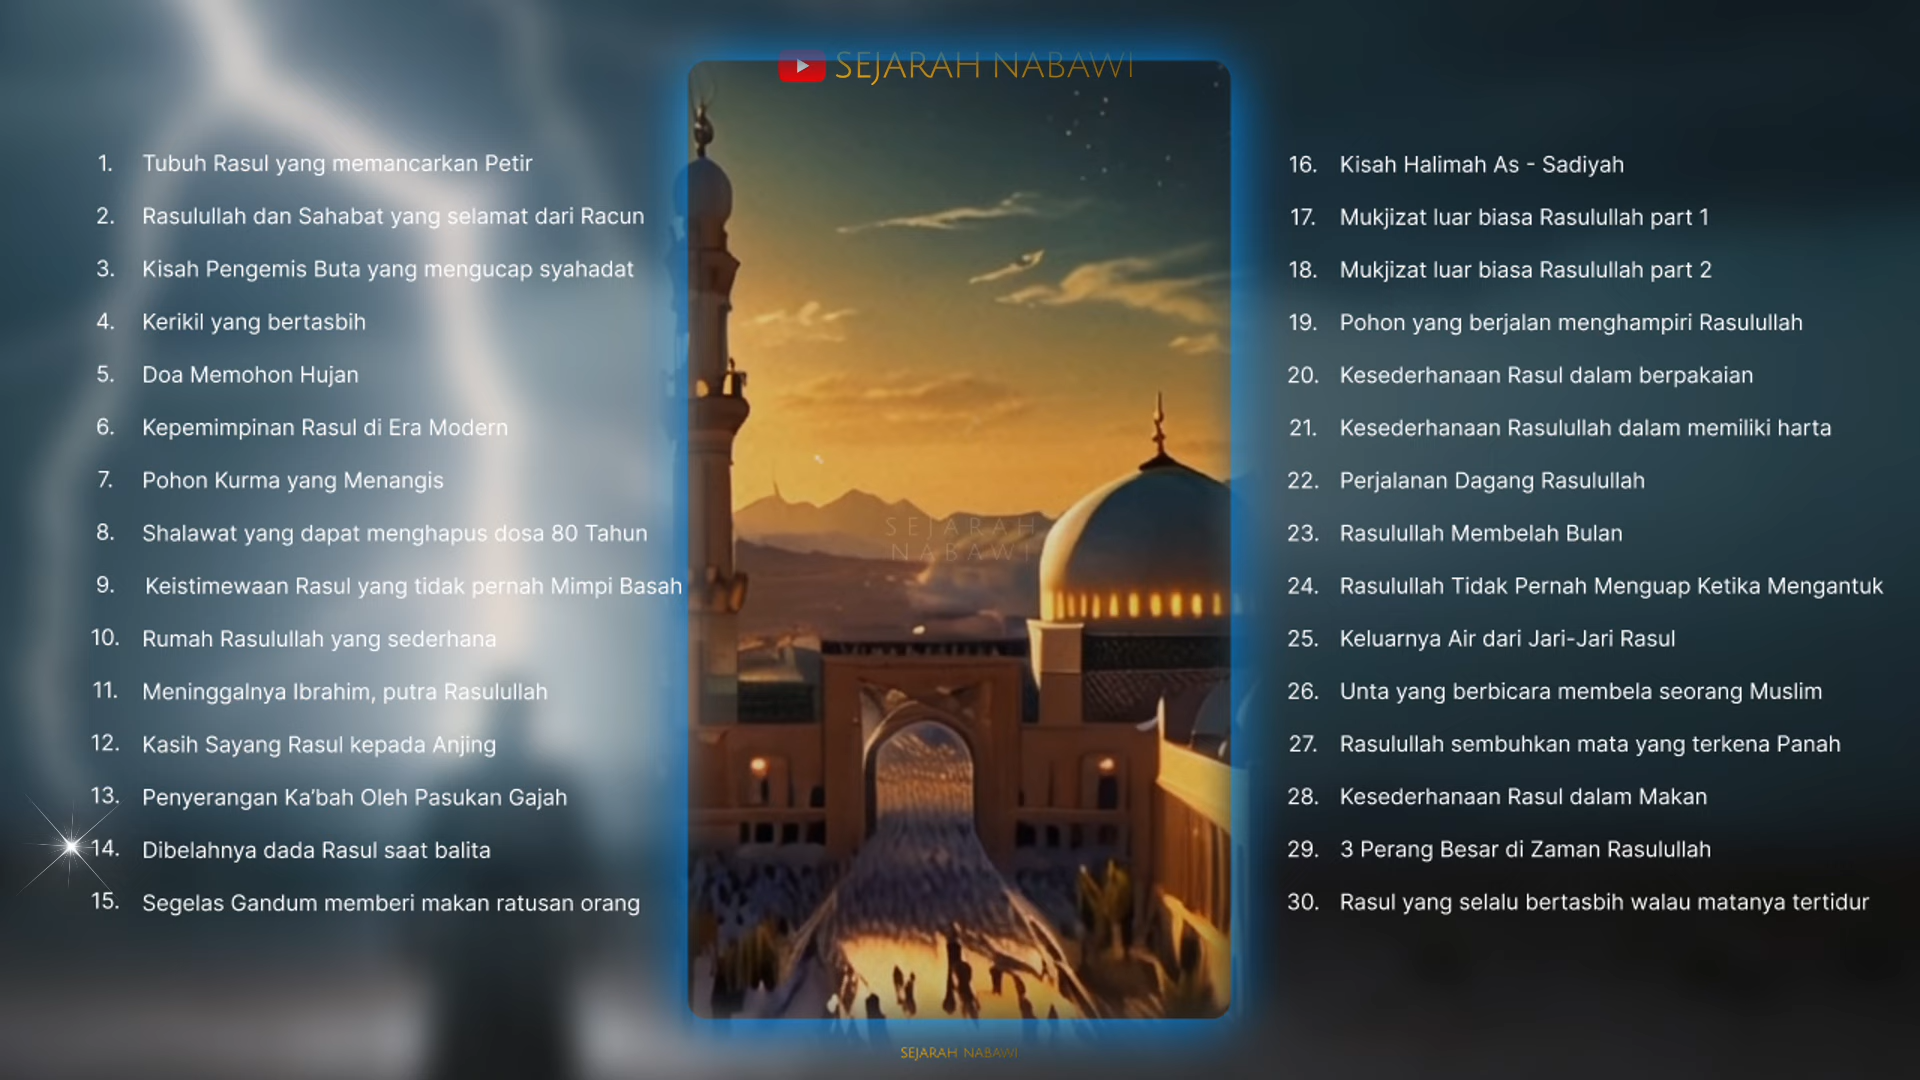 SEJARAH NABAWI
1. Tubuh Rasul yang memancarkan Petir
2. Rasulullah dan Sahabat yang selamat dari Racun
3. Kisah Pengemis Buta yang mengucap syahadat
4. Kerikil yang bertasbih
5. Doa Memohon Hujan
6. Kepemimpinan Rasul di Era Modern
7. Pohon Kurma yang Menangis
8. Shalawat yang dapat menghapus dosa 80 Tahun
9. Keistimewaan Rasul yang tidak pernah Mimpi Basah
10. Rumah Rasulullah yang sederhana
11. Meninggalnya Ibrahim, putra Rasulullah
12. Kasih Sayang Rasul kepada Anjing
13. Penyerangan Ka’bah Oleh Pasukan Gajah
14. Dibelahnya dada Rasul saat balita
15. Segelas Gandum memberi makan ratusan orang
SEJARAH
NABAWI
16. Kisah Halimah As - Sadiyah
17. Mukjizat luar biasa Rasulullah part 1
18. Mukjizat luar biasa Rasulullah part 2
19. Pohon yang berjalan menghampiri Rasulullah
20. Kesederhanaan Rasul dalam berpakaian
21. Kesederhanaan Rasulullah dalam memiliki harta
22. Perjalanan Dagang Rasulullah
23. Rasulullah Membelah Bulan
24. Rasulullah Tidak Pernah Menguap Ketika Mengantuk
25. Keluarnya Air dari Jari-Jari Rasul
26. Unta yang berbicara membela seorang Muslim
27. Rasulullah sembuhkan mata yang terkena Panah
28. Kesederhanaan Rasul dalam Makan
29. 3 Perang Besar di Zaman Rasulullah
30. Rasul yang selalu bertasbih walau matanya tertidur
SEJARAH NABAWI